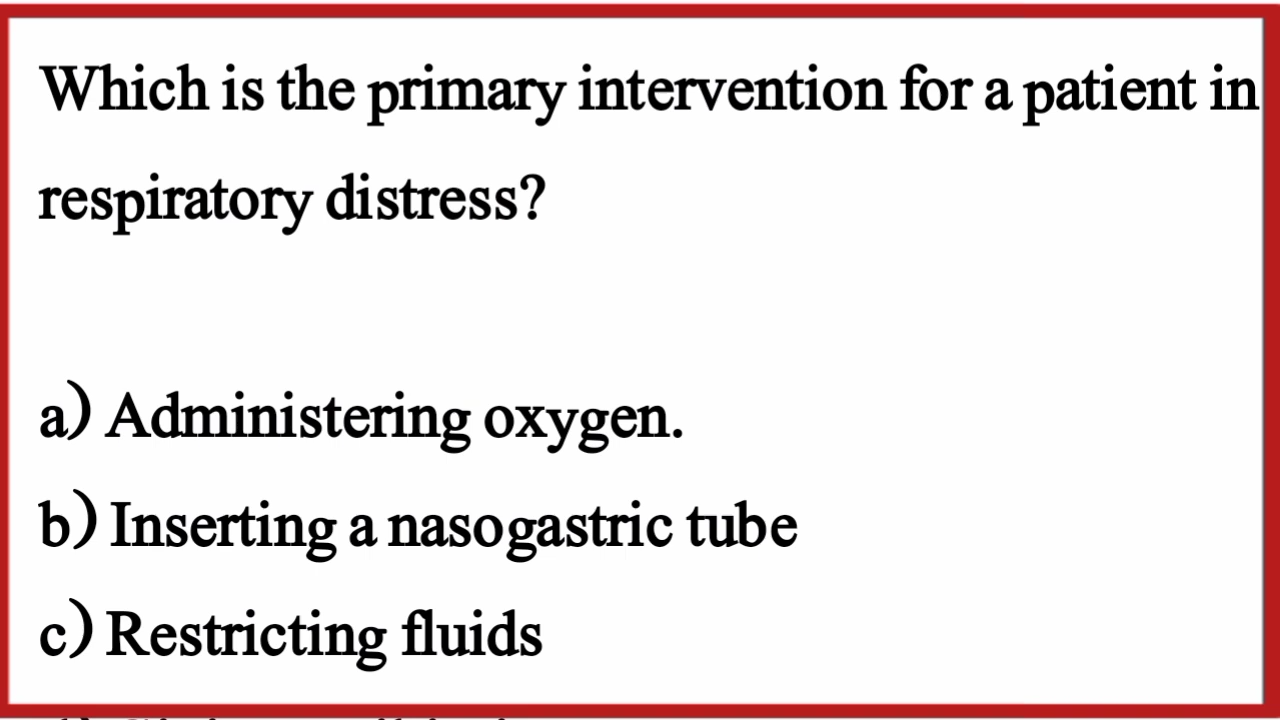 Which is the primary intervention for a patient in
respiratory distress?
a) Administering oxygen.
b) Inserting a nasogastric tube
c) Restricting fluids